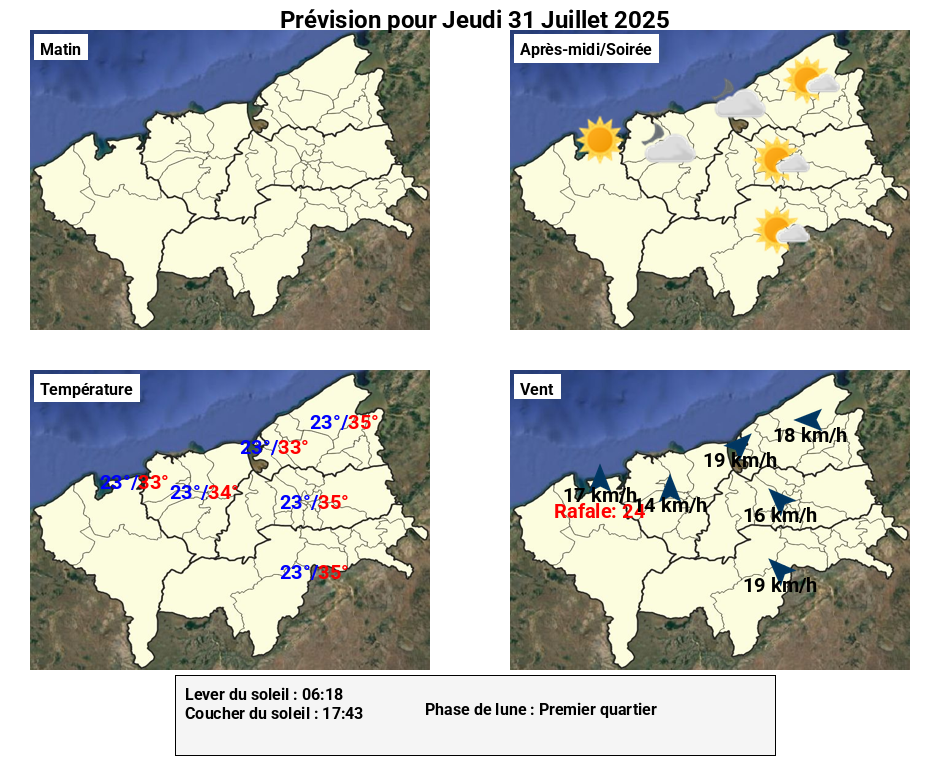 Prévision pour Jeudi 31 Juillet 2025
Matin
Après-midi/Soirée
Température
23°/35°
23°/33°
23°/33°
23°/34°
23°/35°
23°/35°
Vent
18 km/h
19 km/h
17 km/h
14 km/h
Rafale: 24
16 km/h
19 km/h
Lever du soleil : 06:18
Coucher du soleil : 17:43
Phase de lune : Premier quartier